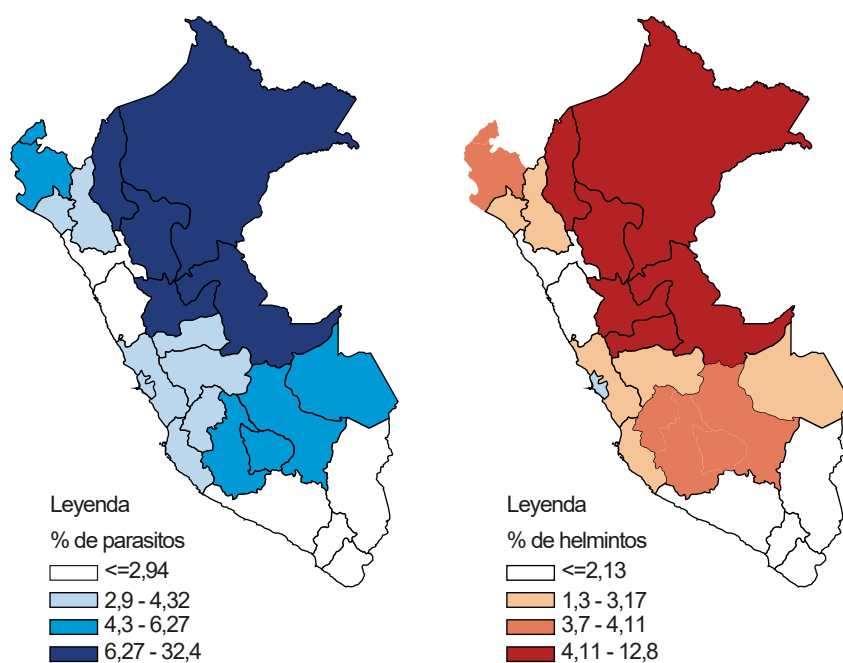 Leyenda
% de parasitos
<=2,94
2,9 - 4,32
4,3 - 6,27
6,27 - 32,4
Leyenda
% de helmintos
<=2,13
1,3 - 3,17
3,7 - 4,11
4,11 - 12,8